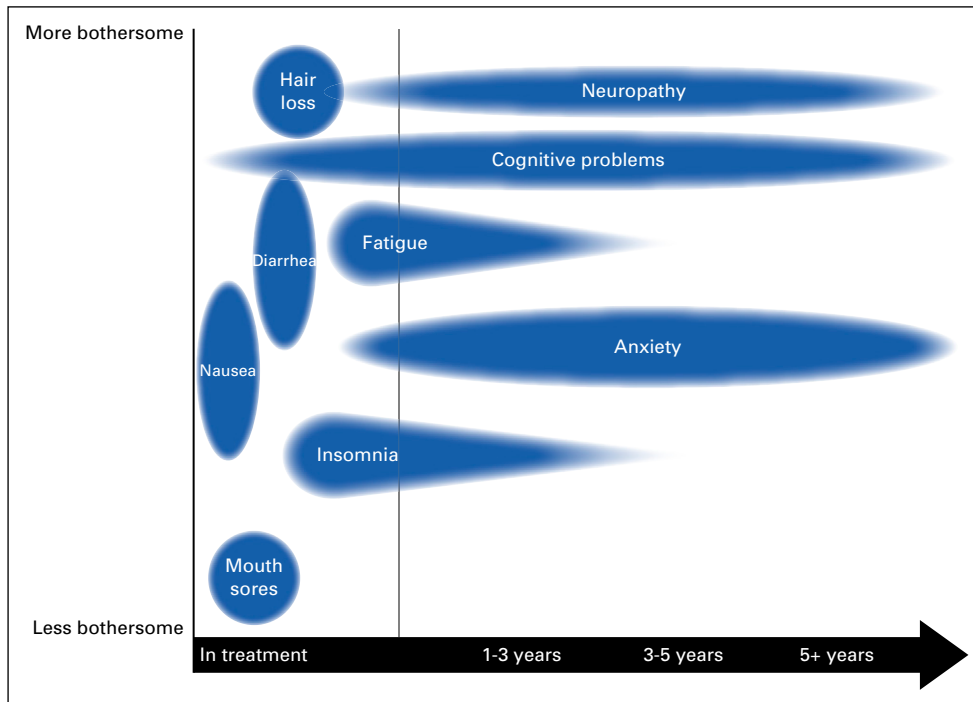 More bothersome
Hair
loss
Neuropathy
Cognitive problems
Fatigue
Diarrhea
Anxiety
Nausea
Insomnia
Mouth
sores
Less bothersome
In treatment
1-3 years
3-5 years
5+ years